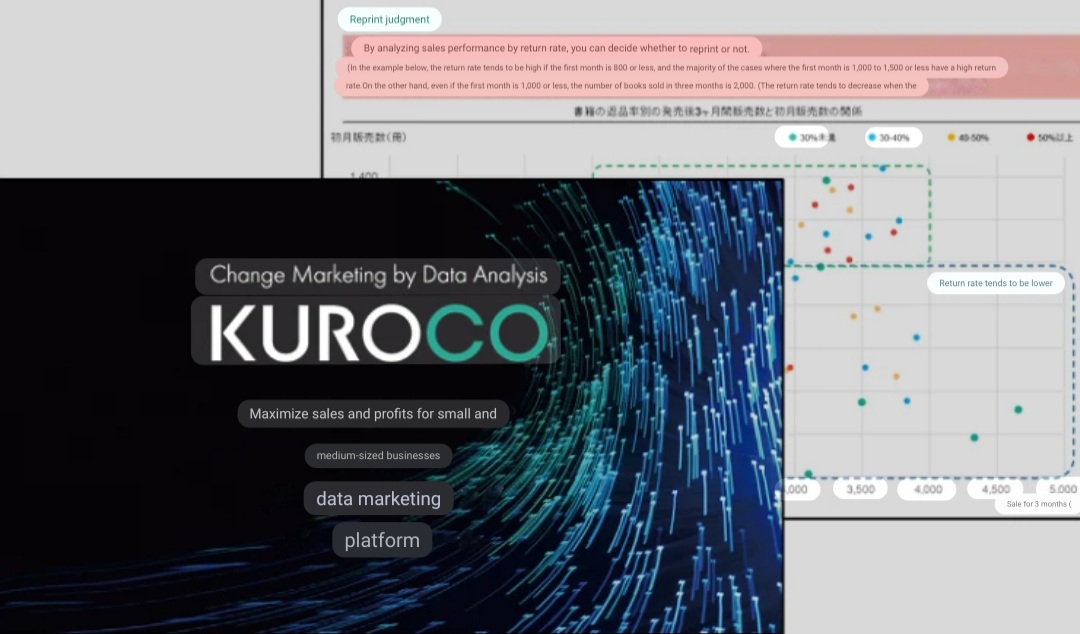 Reprint judgment
By analyzing sales performance by return rate, you can decide whether to reprint or not.
(In the example below, the return rate tends to be high if the first month is 800 or less, and the majority of the cases where the first month is 1,000 to 1,500 or less have a high return
rate.On the other hand, even if the first month is 1,000 or less, the number of books sold in three months is 2,000. (The return rate tends to decrease when the
書籍の返品率別の発売後3ヶ月間販売数と初月販売数の関係
初月販売数(冊)
30%未満 30-40% 40-50% 50%以上
1,400
Return rate tends to be lower
,000 3,500 4,000 4,500 5,000
Sale for 3 months (
Change Marketing by Data Analysis
KUROCO
Maximize sales and profits for small and
medium-sized businesses
data marketing
platform